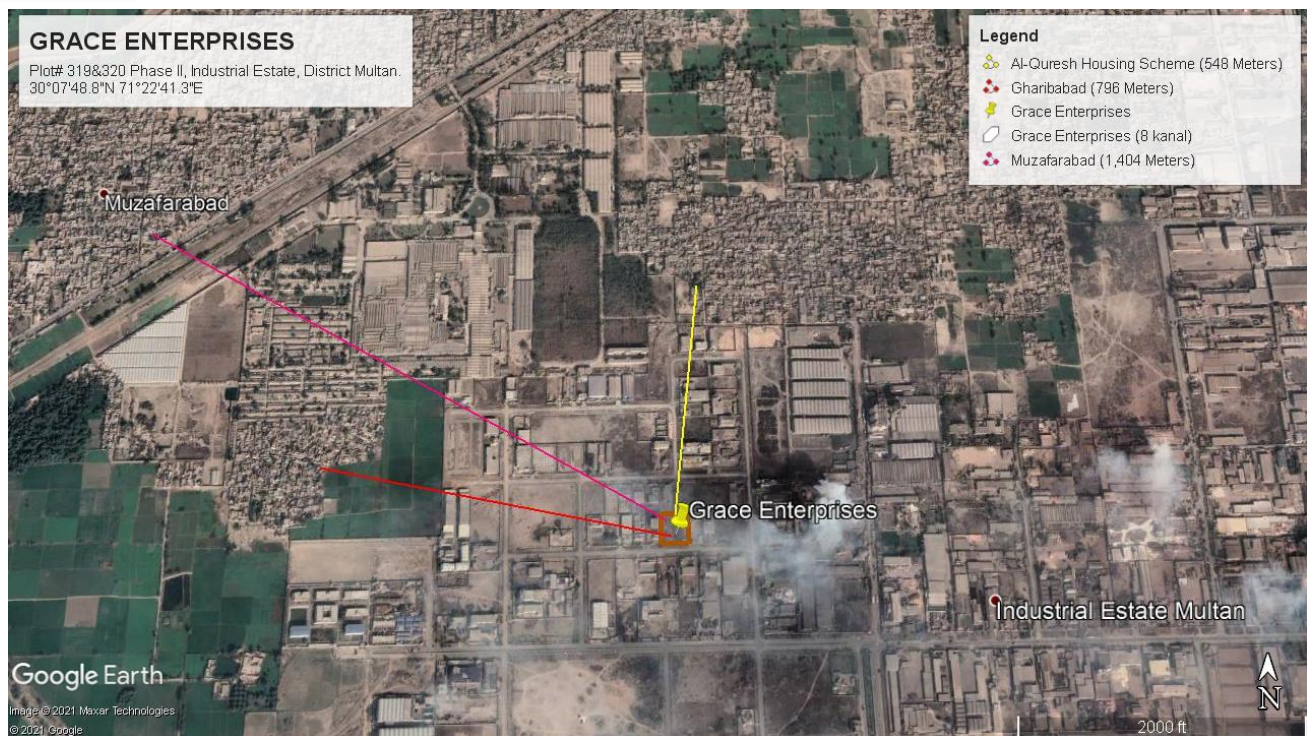 GRACE ENTERPRISES
Plot# 319&320 Phase II, Industrial Estate, District Multan.
30°07'48.8"N 71°22'41.3"E
Legend
Al-Quresh Housing Scheme (548 Meters)
Gharibabad (796 Meters)
Grace Enterprises
Grace Enterprises (8 kanal)
Muzafarabad (1,404 Meters)
Muzafarabad
Grace Enterprises
Industrial Estate Multan
Google Earth
Image © 2021 Maxar Technologies
© 2021 Google
N
2000 ft